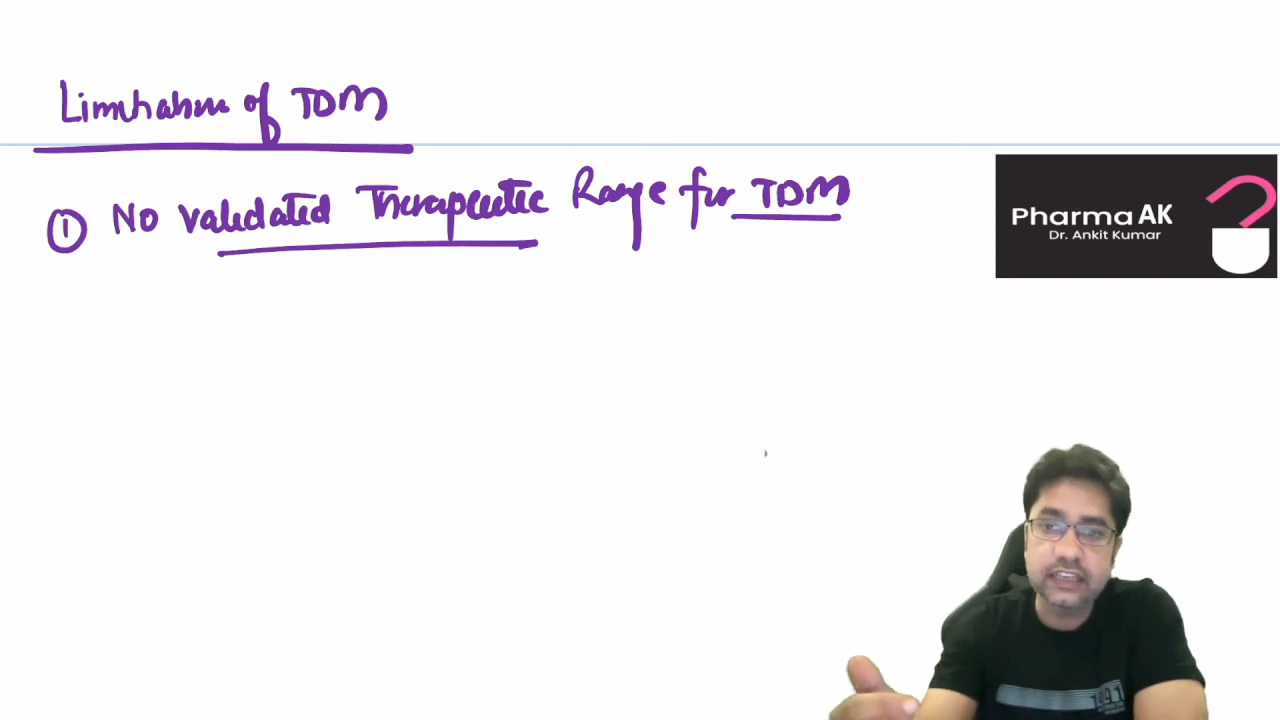 Limitations of TDM
① No validated Therapeutic Range for TDM
Pharma AK
Dr. Ankit Kumar